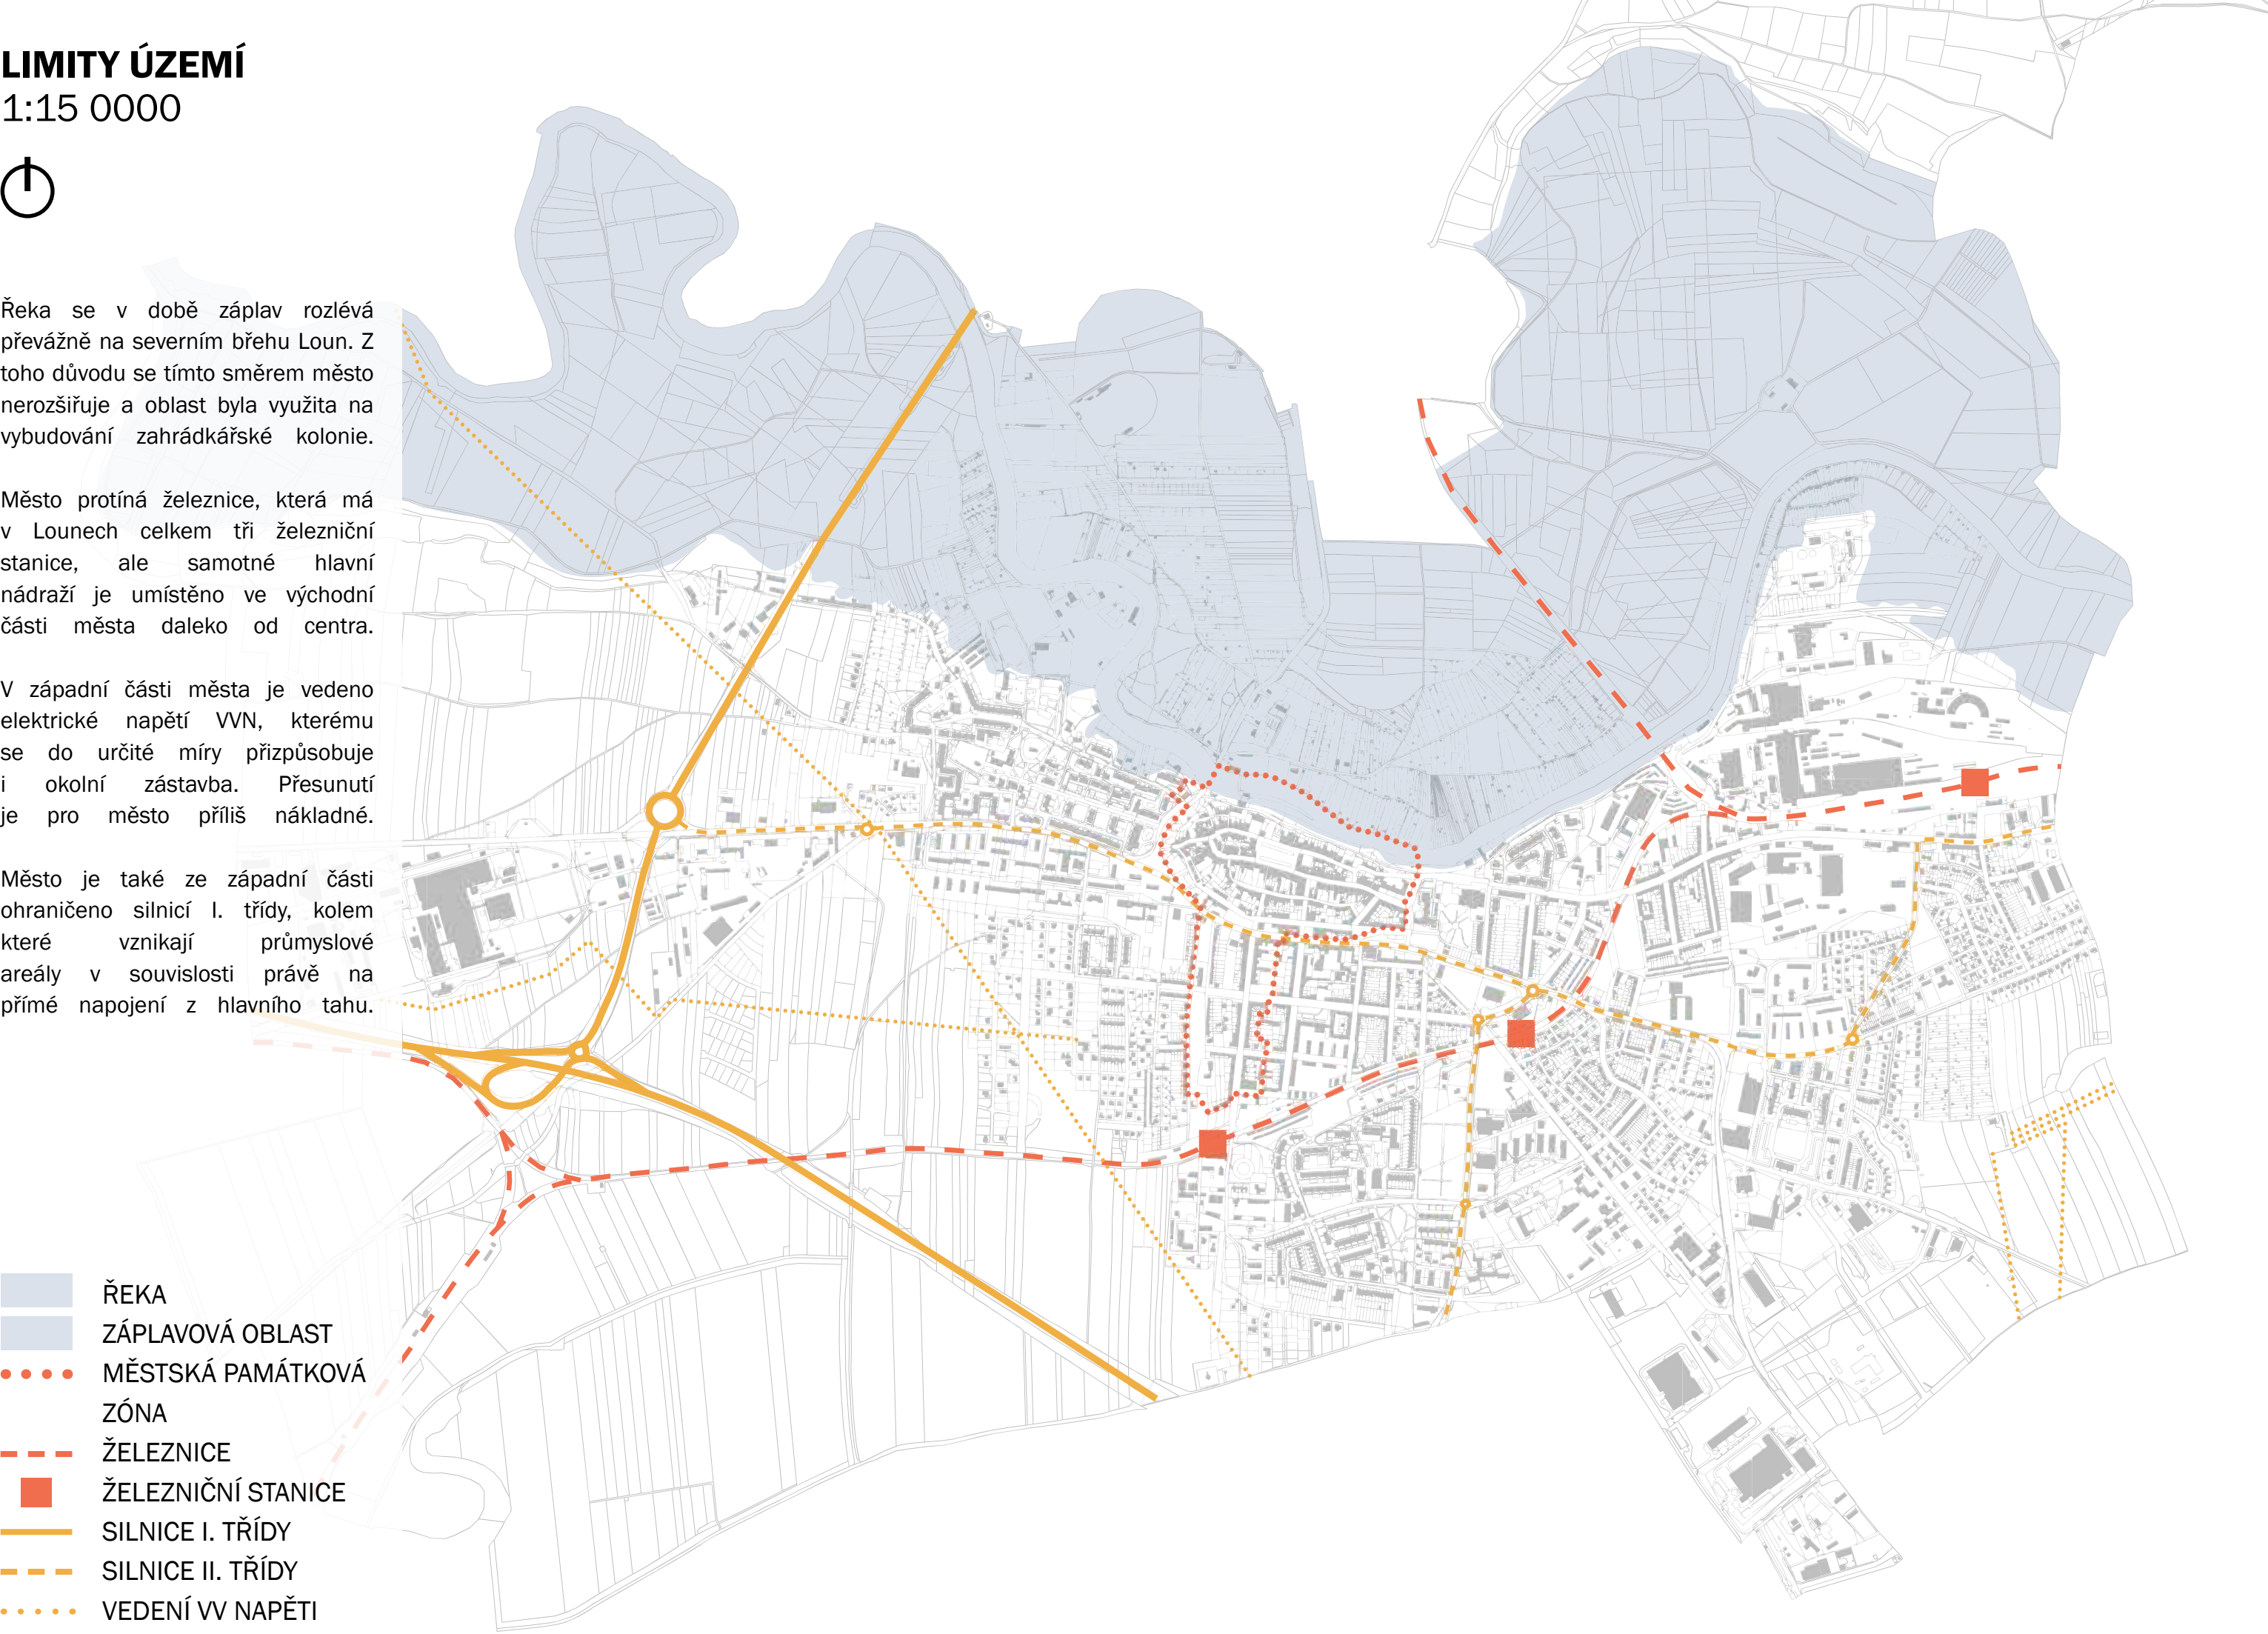 LIMITY ÚZEMÍ
1:15 0000
Řeka se v době záplav rozlévá
převážně na severním břehu Loun. Z
toho důvodu se tímto směrem město
nerozšiřuje a oblast byla využita na
vybudování zahrádkářské kolonie.
Město protíná železnice, která má
v Lounech celkem tři železniční
stanice, ale samotné hlavní
nádraží je umístěno ve východní
části města daleko od centra.
V západní části města je vedeno
elektrické napětí VVN, kterému
se do určité míry přizpůsobuje
i okolní zástavba. Přesunutí
je pro město příliš nákladné.
Město je také ze západní části
ohraničeno silnicí I. třídy, kolem
které vznikají průmyslové
areály v souvislosti právě na
přímé napojení z hlavního tahu.
ŘEKA
ZÁPLAVOVÁ OBLAST
MĚSTSKÁ PAMÁTKOVÁ
ZÓNA
ŽELEZNICE
ŽELEZNIČNÍ STANICE
SILNICE I. TŘÍDY
SILNICE II. TŘÍDY
VEDENÍ VV NAPĚTI